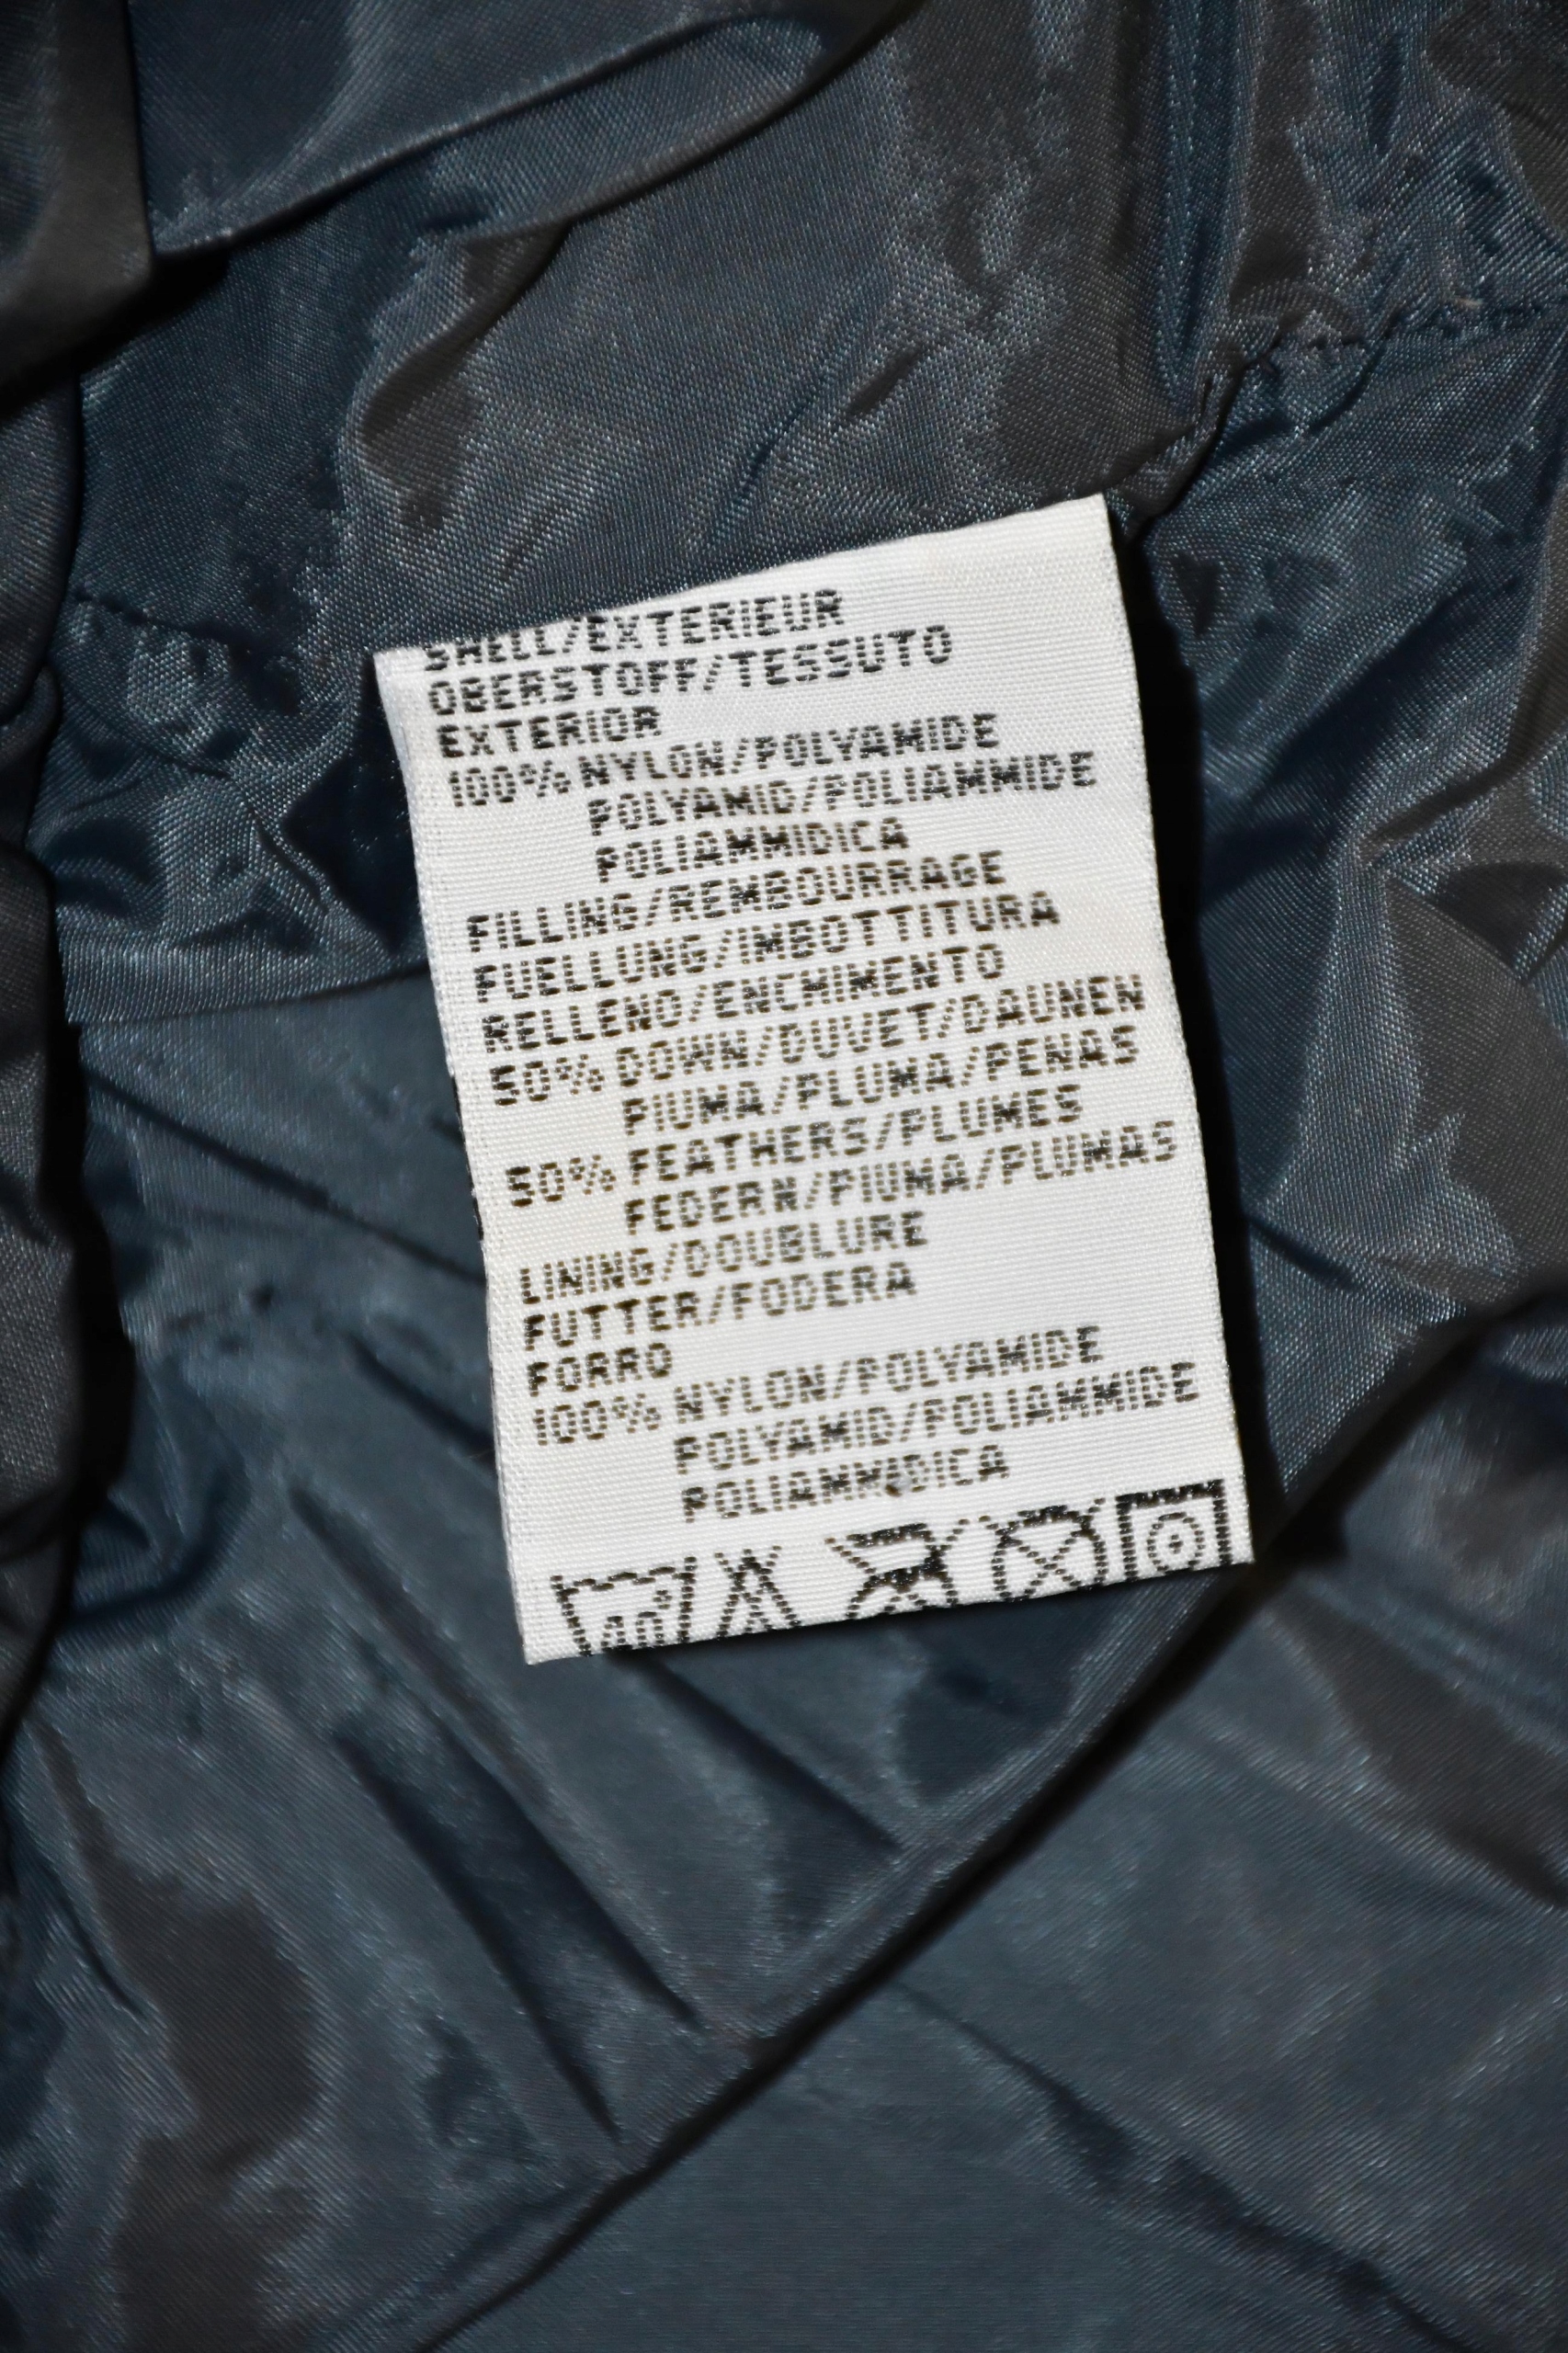 SHELL/EXTERIEUR
OBERSTOFF/TESSUTO
EXTERIOR
100% NYLON/POLYAMIDE
POLYAMID/POLIAMMIDE
POLIAMMIDICA
FILLING/REMBOURRAGE
FUELLUNG/IMBOTTITURA
RELLENO/ENCHIMENTO
50% DOWN/DUVET/DAUNEN
PIUMA/PLUMA/PENAS
50% FEATHERS/PLUMES
FEDERN/PIUMA/PLUMAS
LINING/DOUBLURE
FUTTER/FODERA
FORRO
100% NYLON/POLYAMIDE
POLYAMID/POLIAMMIDE
POLIAMMIDICA
40°